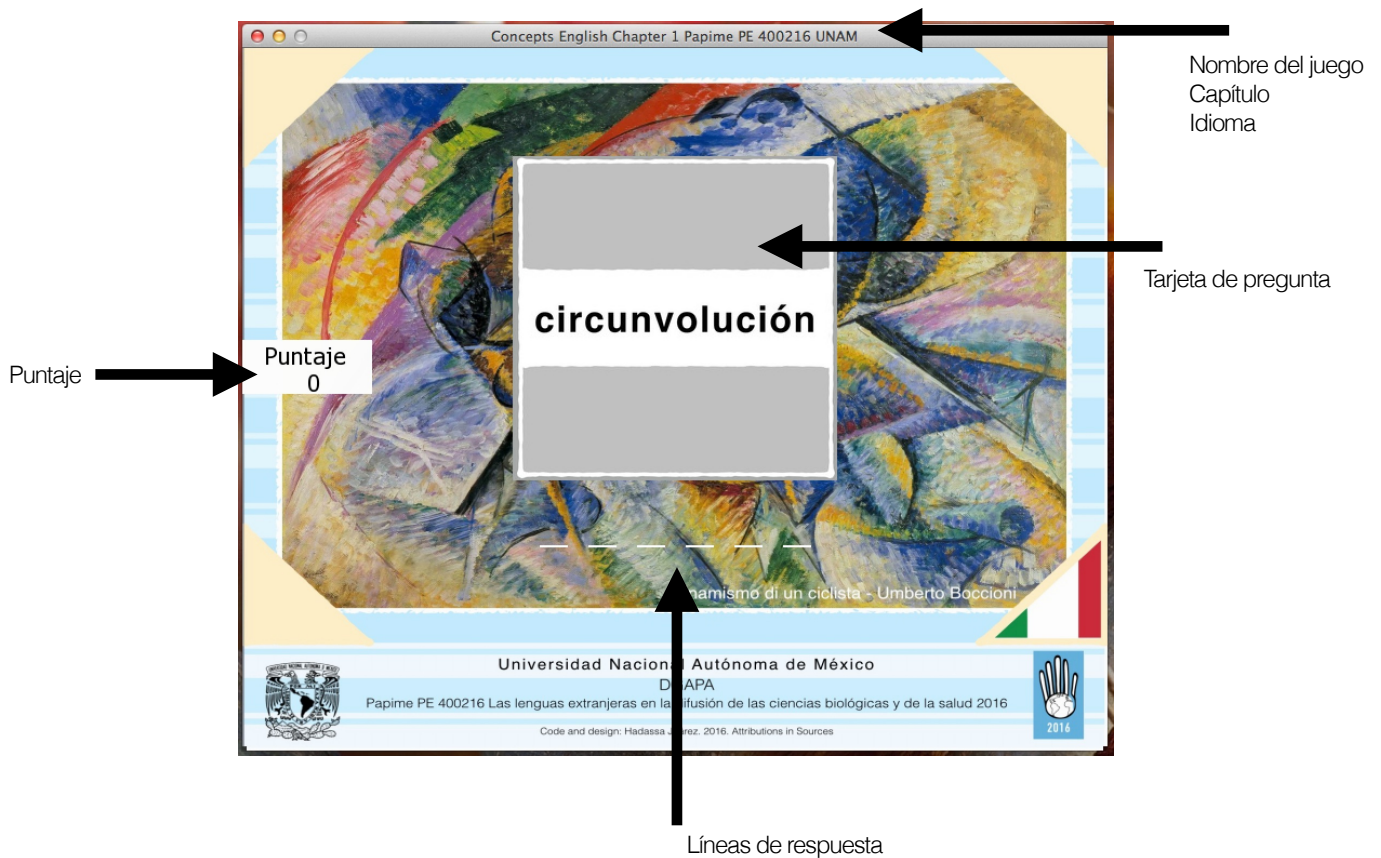 Concepts English Chapter 1 Papime PE 400216 UNAM
Nombre del juego
Capítulo
Idioma
Tarjeta de pregunta
circunvolución
Puntaje
Puntaje
0
di un ciclista - Umberto Boccioni
Universidad Nacional Autónoma de México
Papime PE 400216 Las lenguas extranjeras en la difusión de las ciencias biológicas y de la salud 2016
Code and design: Hadassa Juárez. 2016. Attributions in Sources
2016
Líneas de respuesta